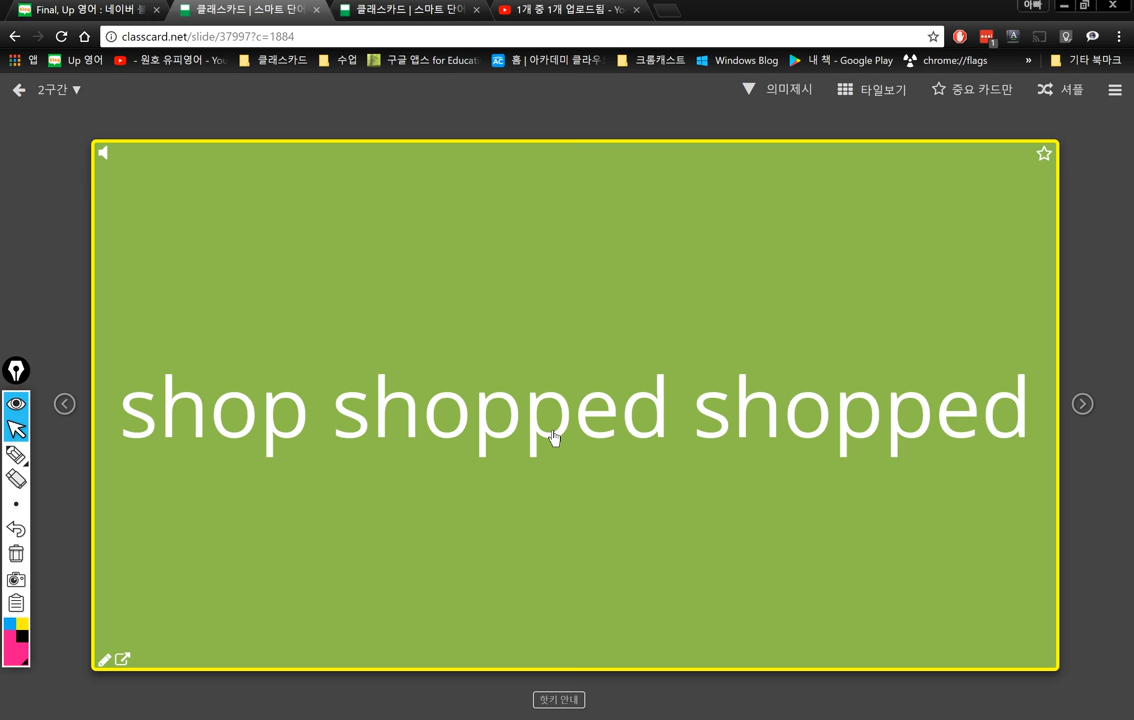 Final, Up 영어 : 네이버 블
클래스카드 | 스마트 단어
클래스카드 | 스마트 단어
1개 중 1개 업로드됨 - Yo
아빠
classcard.net/slide/37997?c=1884
앱 Up 영어 - 원호 유피영어 - You 클래스카드 수업 구글 앱스 for Educati 홈 | 아카데미 클라우 크롬캐스트 Windows Blog 내 책 - Google Play chrome://flags » 기타 북마크
2구간 ▼ ▼ 의미제시 타일보기 중요 카드만 셔플
shop shopped shopped
핫키 안내